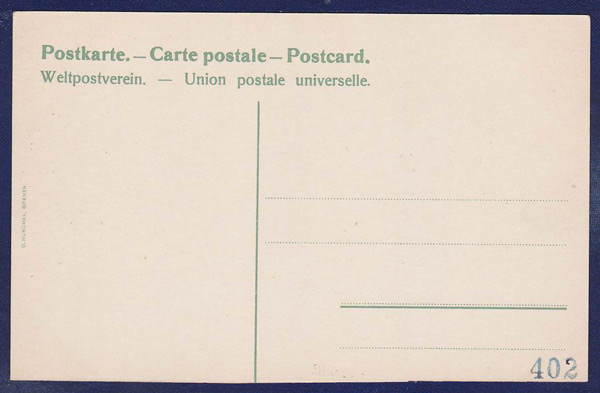 Postkarte. — Carte postale — Postcard.
Weltpostverein. — Union postale universelle.
402